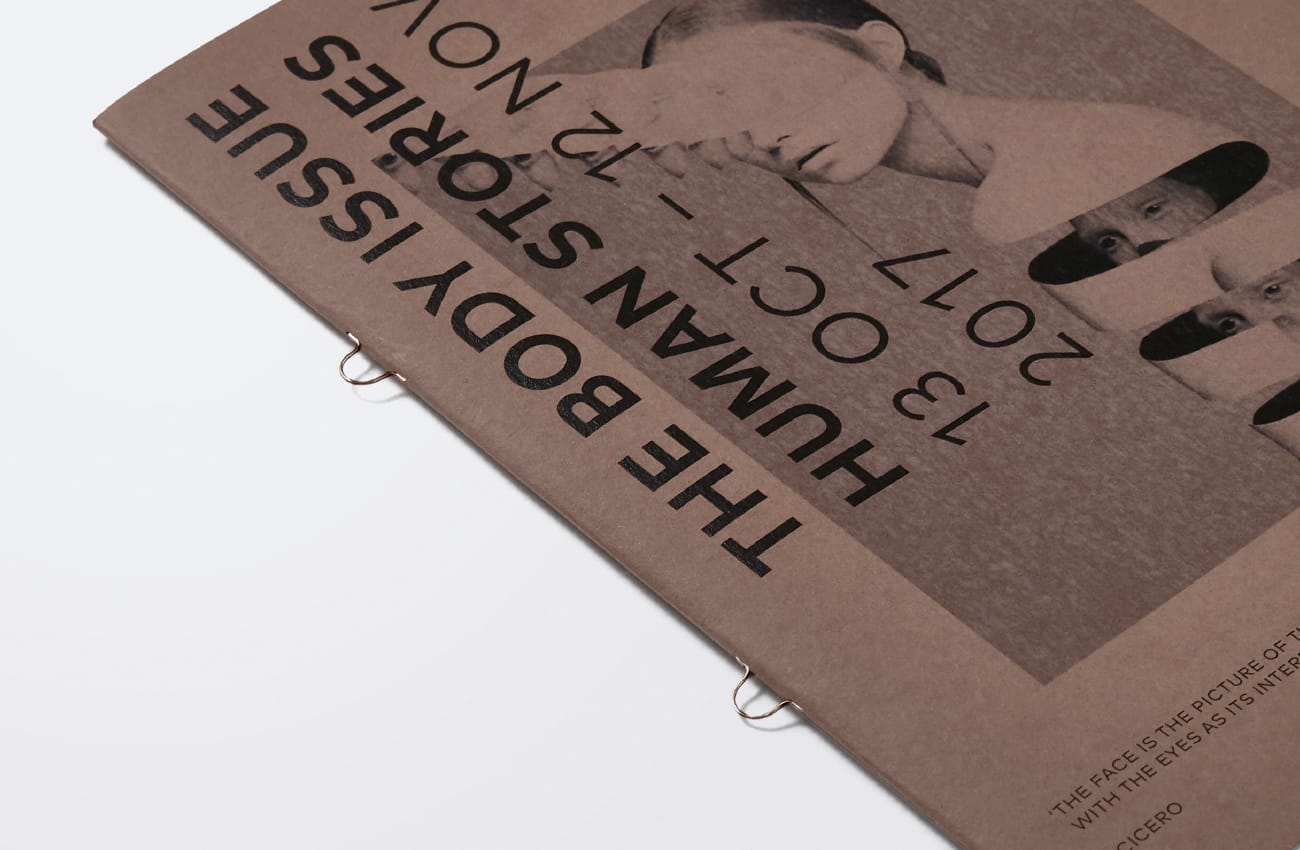 THE BODY ISSUE
HUMAN STORIES
13 OCT – 12 NOV
2017
'THE FACE IS THE PICTURE OF
WITH THE EYES AS ITS
CICERO